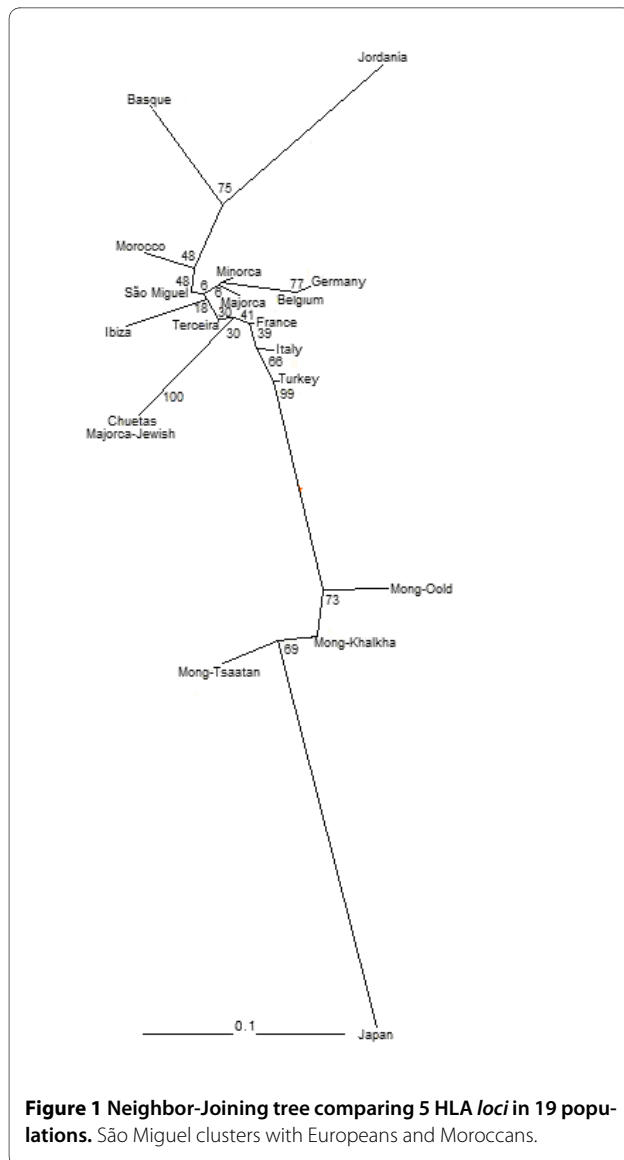 Jordania
Basque
75
Morocco
48
48
Minorca
6
77
Germany
São Miguel
6
Belgium
Majorca
18
30
41
Ibiza
Terceira
France
30
39
Italy
66
Turkey
99
100
Chuetas
Majorca-Jewish
Mong-Oold
73
Mong-Khalkha
69
Mong-Tsaatan
0.1
Japan
Figure 1 Neighbor-Joining tree comparing 5 HLA loci in 19 popu-
lations. São Miguel clusters with Europeans and Moroccans.